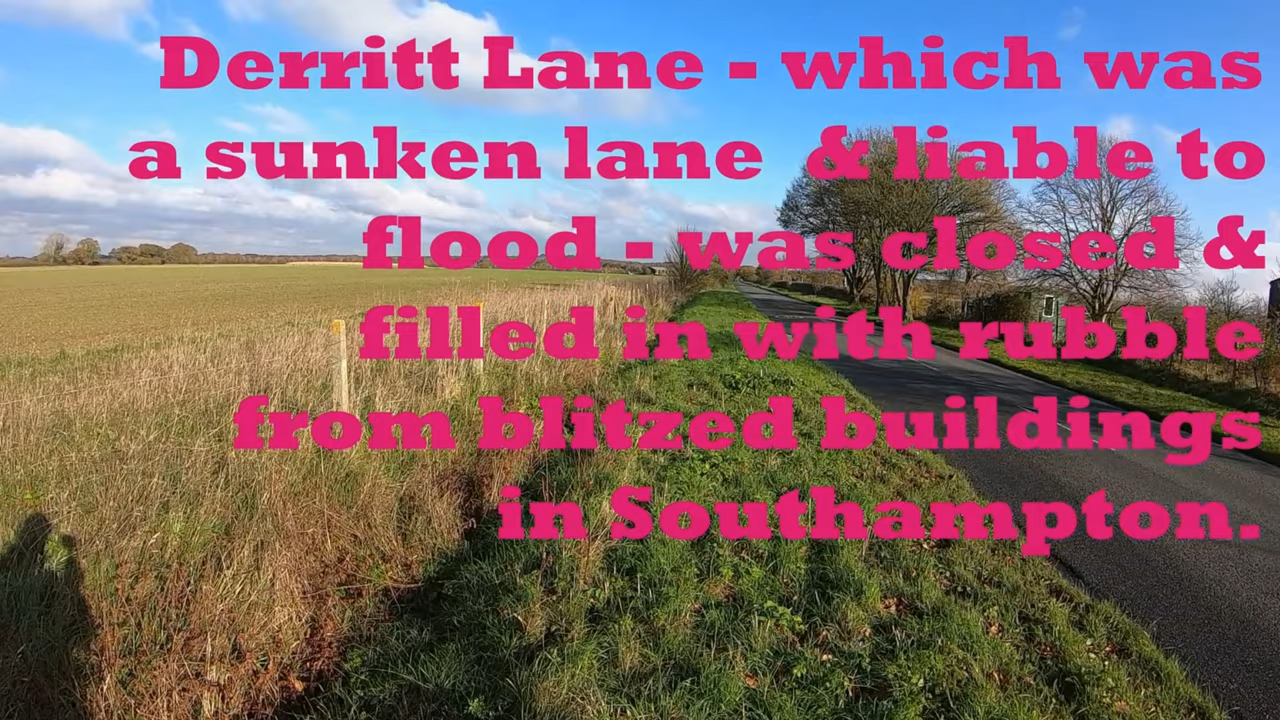 Derritt Lane - which was
a sunken lane & liable to
flood - was closed &
filled in with rubble
from blitzed buildings
in Southampton.